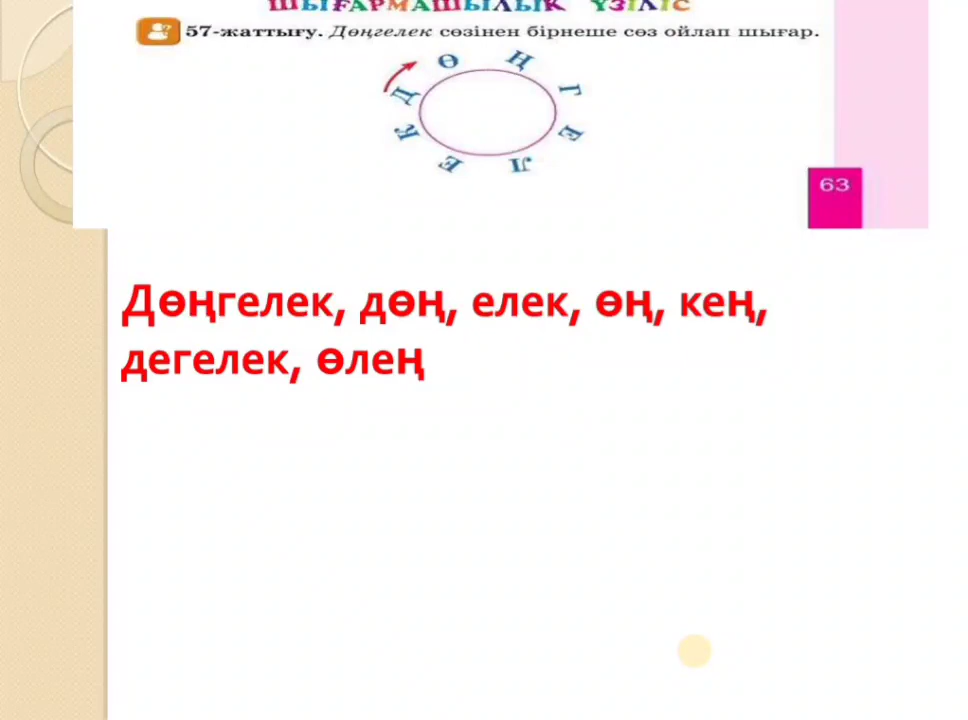 ШЫҒАРМАШЫЛЫҚ ҮЗІЛІС
57-жаттығу. Дөңгелек сөзінен бірнеше сөз ойлап шығар.
Д Ө Ң Г Е Л Е К
63
Дөңгелек, дөң, елек, өң, кең,
дегелек, өлең